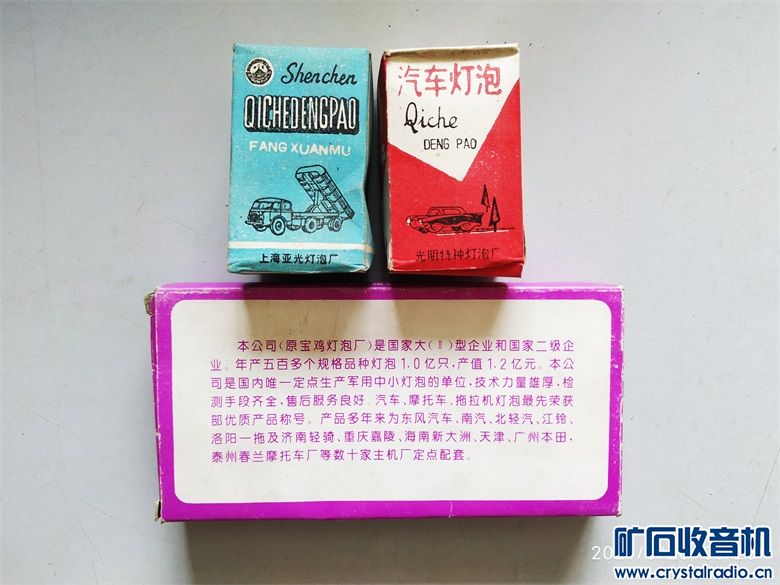 Shenchen
QICHEDENGPAO
FANG XUANMU
上海亚光灯泡厂
汽车灯泡
Qiche
DENG PAO
光明特种灯泡厂
本公司(原宝鸡灯泡厂)是国家大(Ⅱ)型企业和国家二级企
业。年产五百多个规格品种灯泡1.0亿只,产值1.2亿元。本公
司是国内唯一定点生产军用中小灯泡的单位,技术力量雄厚,检
测手段齐全,售后服务良好。汽车、摩托车、拖拉机灯泡最先荣获
部优质产品称号。产品多年来为东风汽车、南汽、北轻汽、江铃、
洛阳一拖及济南轻骑、重庆嘉陵、海南新大洲、天津、广州本田,
泰州春兰摩托车厂等数十家主机厂定点配套。
矿石收音机
www.crystalradio.cn